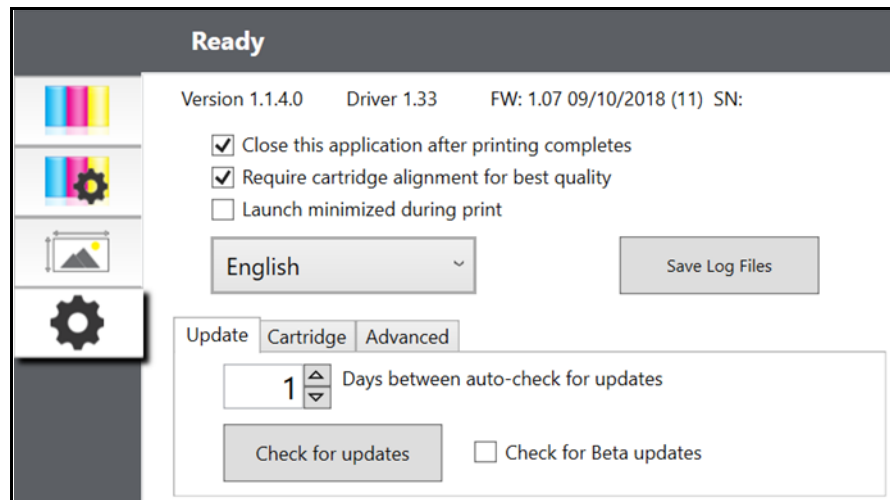 Ready
Version 1.1.4.0 Driver 1.33 FW: 1.07 09/10/2018 (11) SN:
Close this application after printing completes
Require cartridge alignment for best quality
Launch minimized during print
English
Save Log Files
Update Cartridge Advanced
1 Days between auto-check for updates
Check for updates Check for Beta updates